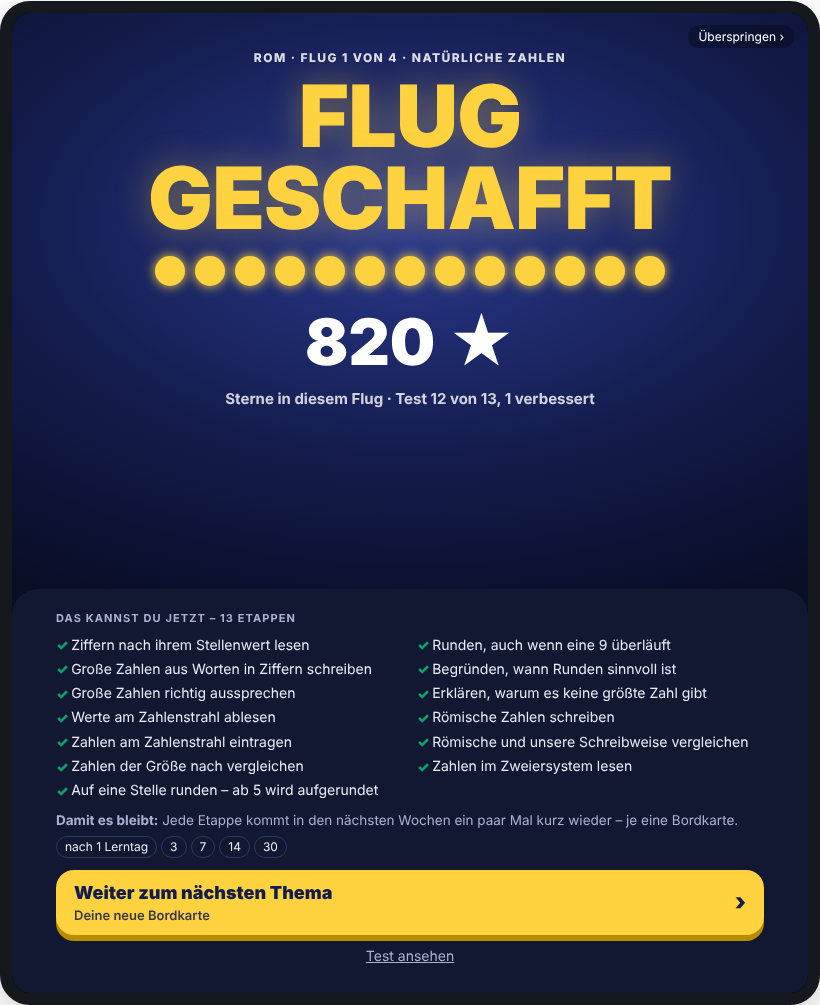 Überspringen ›
ROM · FLUG 1 VON 4 · NATÜRLICHE ZAHLEN
FLUG
GESCHAFFT
820 ★
Sterne in diesem Flug · Test 12 von 13, 1 verbessert
DAS KANNST DU JETZT – 13 ETAPPEN
✓ Ziffern nach ihrem Stellenwert lesen
✓ Große Zahlen aus Worten in Ziffern schreiben
✓ Große Zahlen richtig aussprechen
✓ Werte am Zahlenstrahl ablesen
✓ Zahlen am Zahlenstrahl eintragen
✓ Zahlen der Größe nach vergleichen
✓ Auf eine Stelle runden – ab 5 wird aufgerundet
✓ Runden, auch wenn eine 9 überläuft
✓ Begründen, wann Runden sinnvoll ist
✓ Erklären, warum es keine größte Zahl gibt
✓ Römische Zahlen schreiben
✓ Römische und unsere Schreibweise vergleichen
✓ Zahlen im Zweiersystem lesen
Damit es bleibt: Jede Etappe kommt in den nächsten Wochen ein paar Mal kurz wieder – je eine Bordkarte.
nach 1 Lerntag 3 7 14 30
Weiter zum nächsten Thema ›
Deine neue Bordkarte
Test ansehen